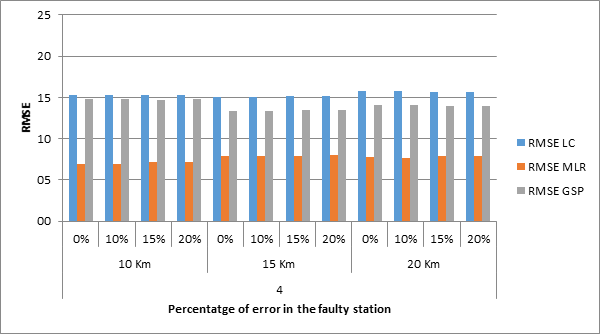 25
20
15
10
05
00
RMSE
0% 10% 15% 20% 0% 10% 15% 20% 0% 10% 15% 20%
10 Km 15 Km 20 Km
4
Percentatge of error in the faulty station
RMSE LC
RMSE MLR
RMSE GSP